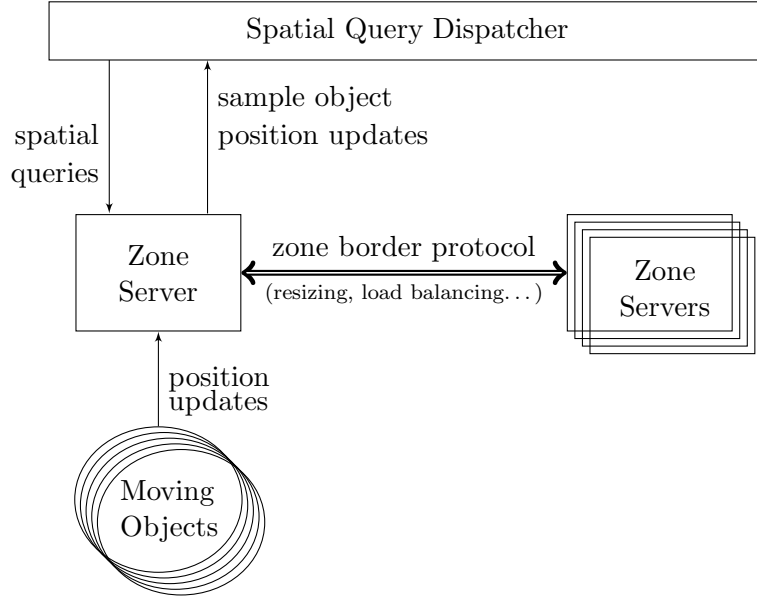 Spatial Query Dispatcher
spatial
queries
sample object
position updates
Zone
Server
zone border protocol
(resizing, load balancing...)
Zone
Servers
position
updates
Moving
Objects